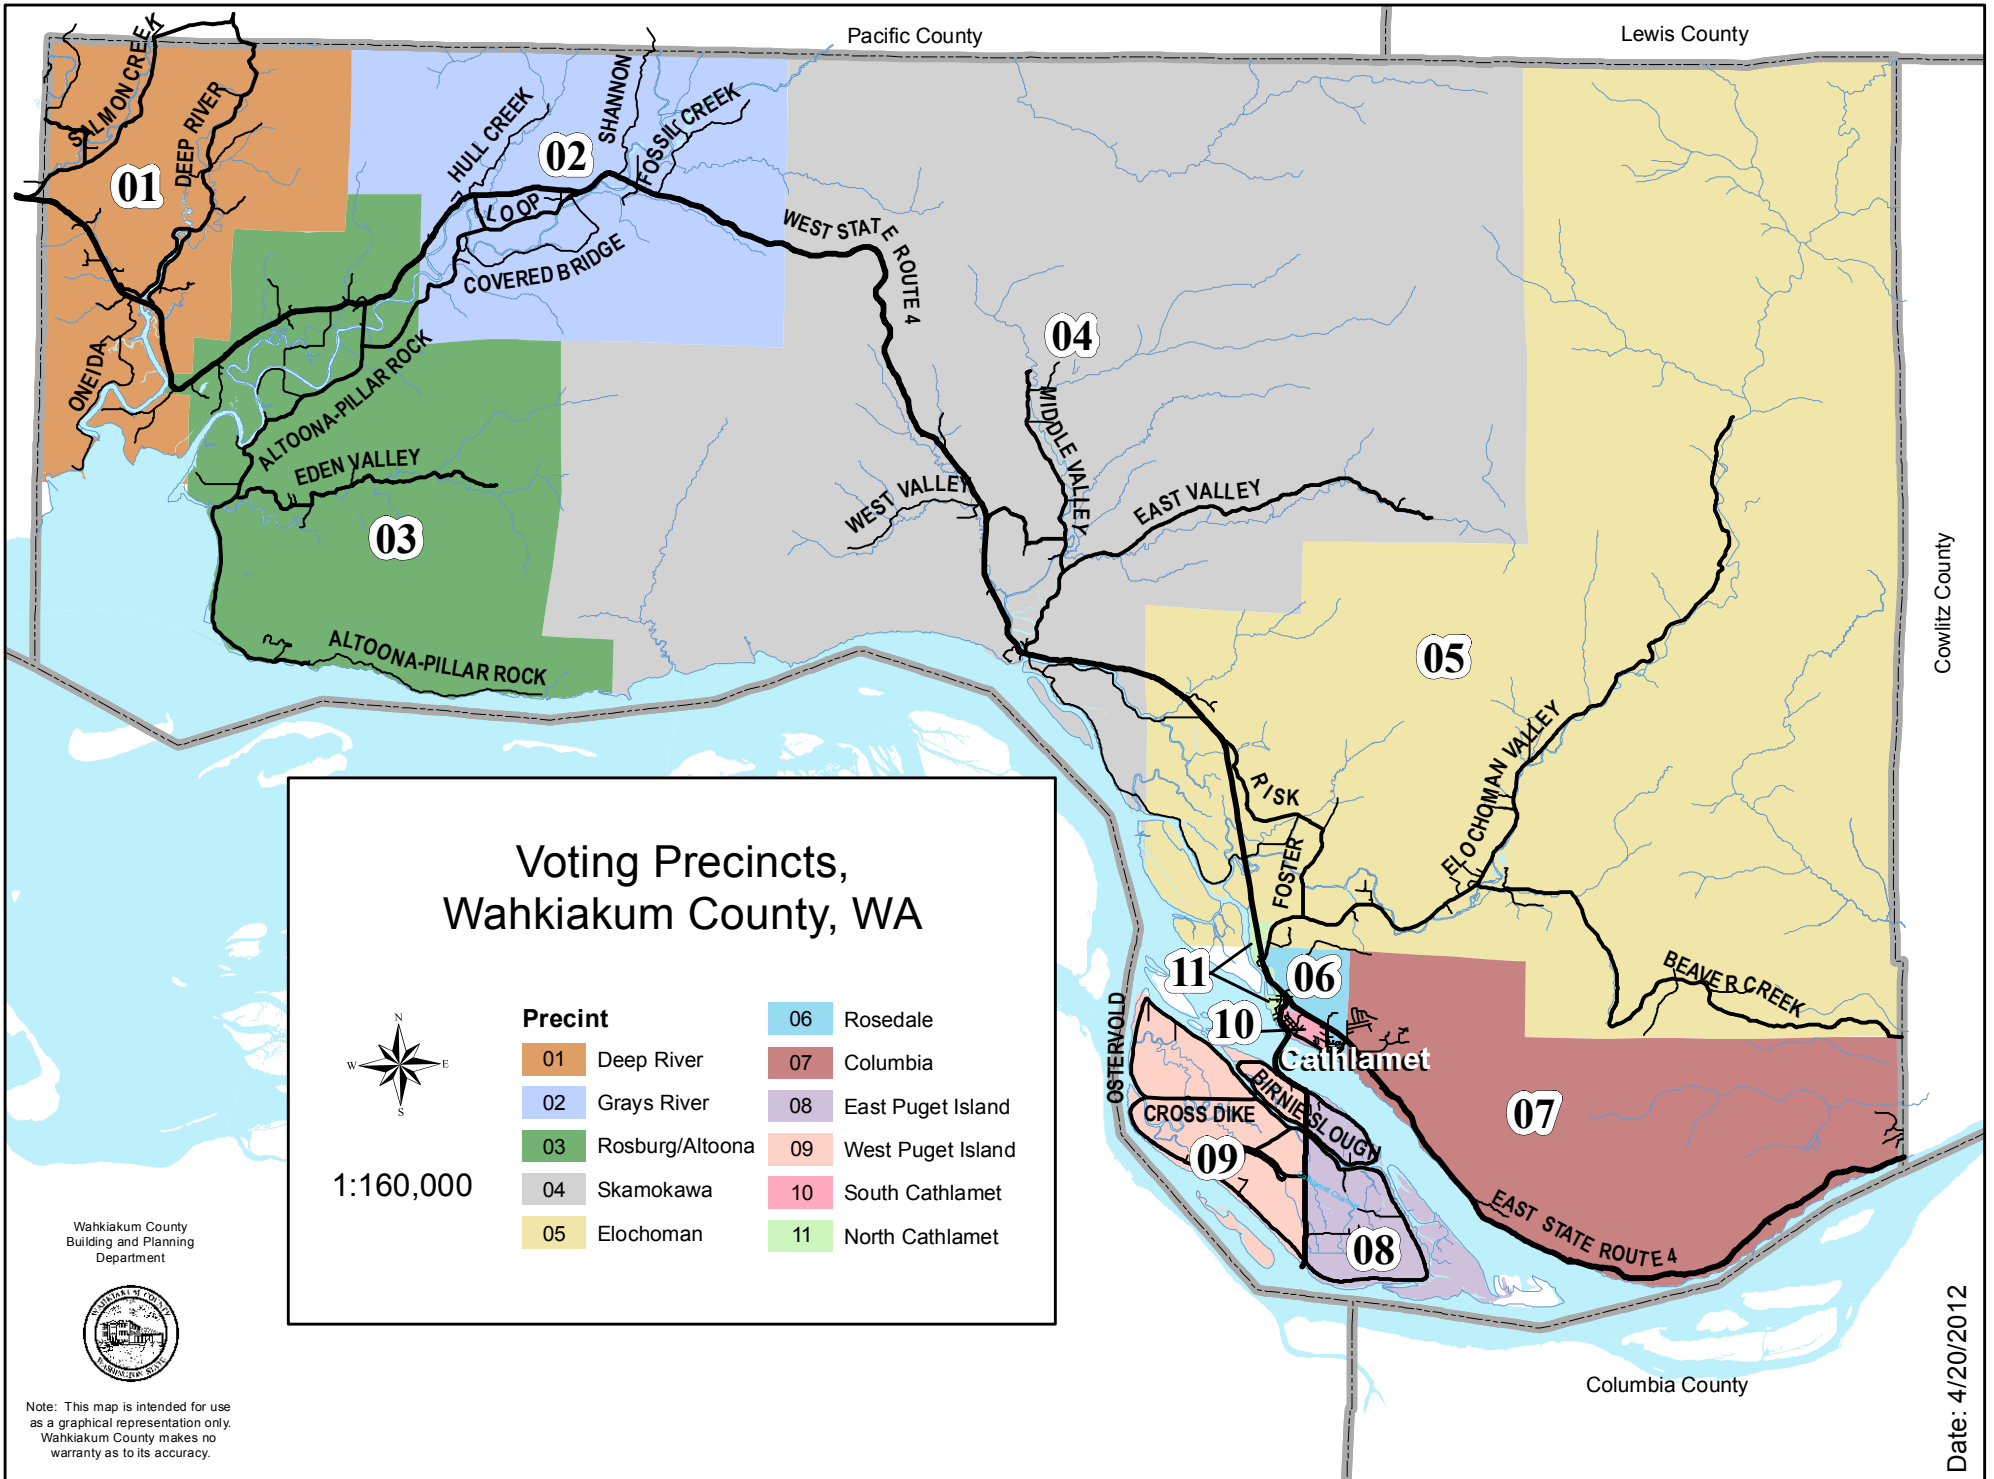 Pacific County
Lewis County
Cowlitz County
Columbia County
SALMON CREEK
DEEP RIVER
01
ONEIDA
HULL CREEK
SHANNON
FOSSIL CREEK
02
LOOP
COVERED BRIDGE
WEST STATE ROUTE 4
ALTOONA-PILLAR ROCK
EDEN VALLEY
03
ALTOONA-PILLAR ROCK
04
MIDDLE VALLEY
WEST VALLEY
EAST VALLEY
05
RISK
FOSTER
ELOCHOMAN VALLEY
BEAVER CREEK
11
06
10
Cathlamet
OSTERVOLD
BIRNIE SLOUGH
CROSS DIKE
09
Cathlamet Channel
08
07
EAST STATE ROUTE 4
Voting Precincts,
Wahkiakum County, WA
N
W E
S
1:160,000
Precint
01 Deep River
02 Grays River
03 Rosburg/Altoona
04 Skamokawa
05 Elochoman
06 Rosedale
07 Columbia
08 East Puget Island
09 West Puget Island
10 South Cathlamet
11 North Cathlamet
Wahkiakum County
Building and Planning
Department
WAHKIAKUM COUNTY
WASHINGTON STATE
Note: This map is intended for use
as a graphical representation only.
Wahkiakum County makes no
warranty as to its accuracy.
Date: 4/20/2012